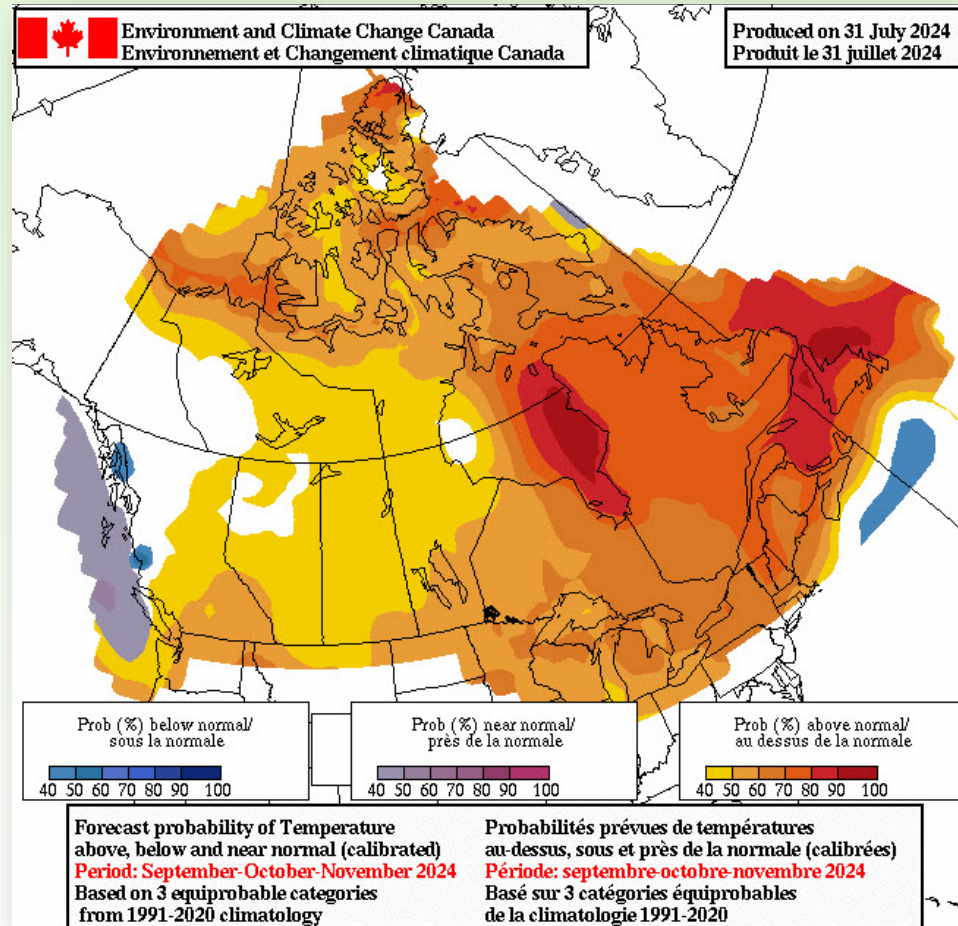 Environment and Climate Change Canada
Environnement et Changement climatique Canada
Produced on 31 July 2024
Produit le 31 juillet 2024
Prob (%) below normal/
sous la normale
40 50 60 70 80 90 100
Prob (%) near normal/
près de la normale
40 50 60 70 80 90 100
Prob (%) above normal/
au dessus de la normale
40 50 60 70 80 90 100
Forecast probability of Temperature
above, below and near normal (calibrated)
Period: September-October-November 2024
Based on 3 equiprobable categories
from 1991-2020 climatology
Probabilités prévues de températures
au-dessus, sous et près de la normale (calibrées)
Période: septembre-octobre-novembre 2024
Basé sur 3 catégories équiprobables
de la climatologie 1991-2020